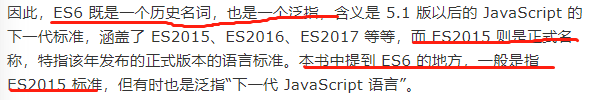 因此，ES6 既是一个历史名词，也是一个泛指，含义是 5.1 版以后的 JavaScript 的
下一代标准，涵盖了 ES2015、ES2016、ES2017 等等，而 ES2015 则是正式名
称，特指该年发布的正式版本的语言标准。本书中提到 ES6 的地方，一般是指
ES2015 标准，但有时也是泛指“下一代 JavaScript 语言”。